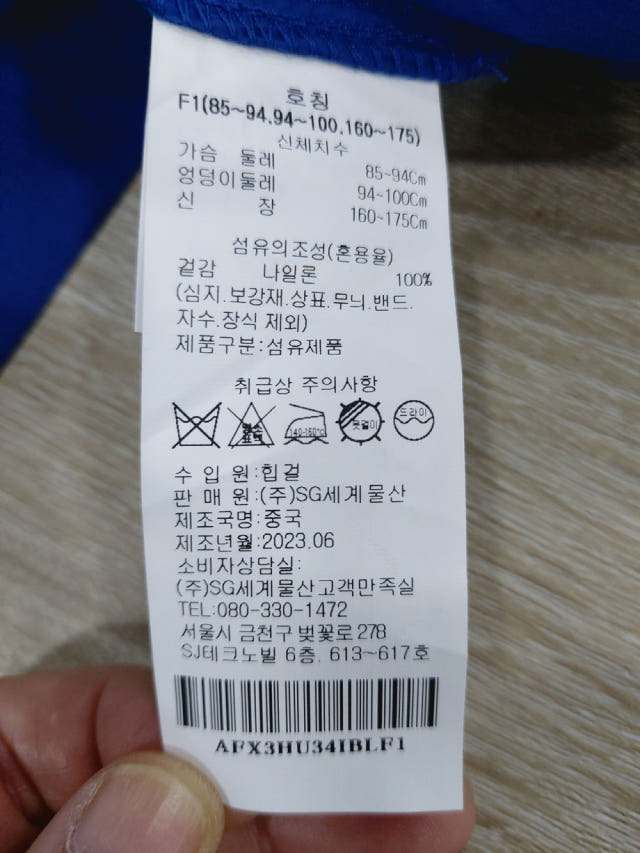 호칭
F1(85~94.94~100.160~175)
신체치수
가슴 둘레 85~94Cm
엉덩이둘레 94~100Cm
신 장 160~175Cm
섬유의조성(혼용율)
겉감 나일론 100%
(심지.보강재.상표.무늬.밴드.
자수.장식 제외)
제품구분:섬유제품
취급상 주의사항
140-160℃ 옷걸이 드라이
수 입 원:힙걸
판 매 원:(주)SG세계물산
제조국명:중국
제조년월:2023.06
소비자상담실:
(주)SG세계물산고객만족실
TEL:080-330-1472
서울시 금천구 벚꽃로278
SJ테크노빌 6층. 613~617호
AFX3HU34IBLF1